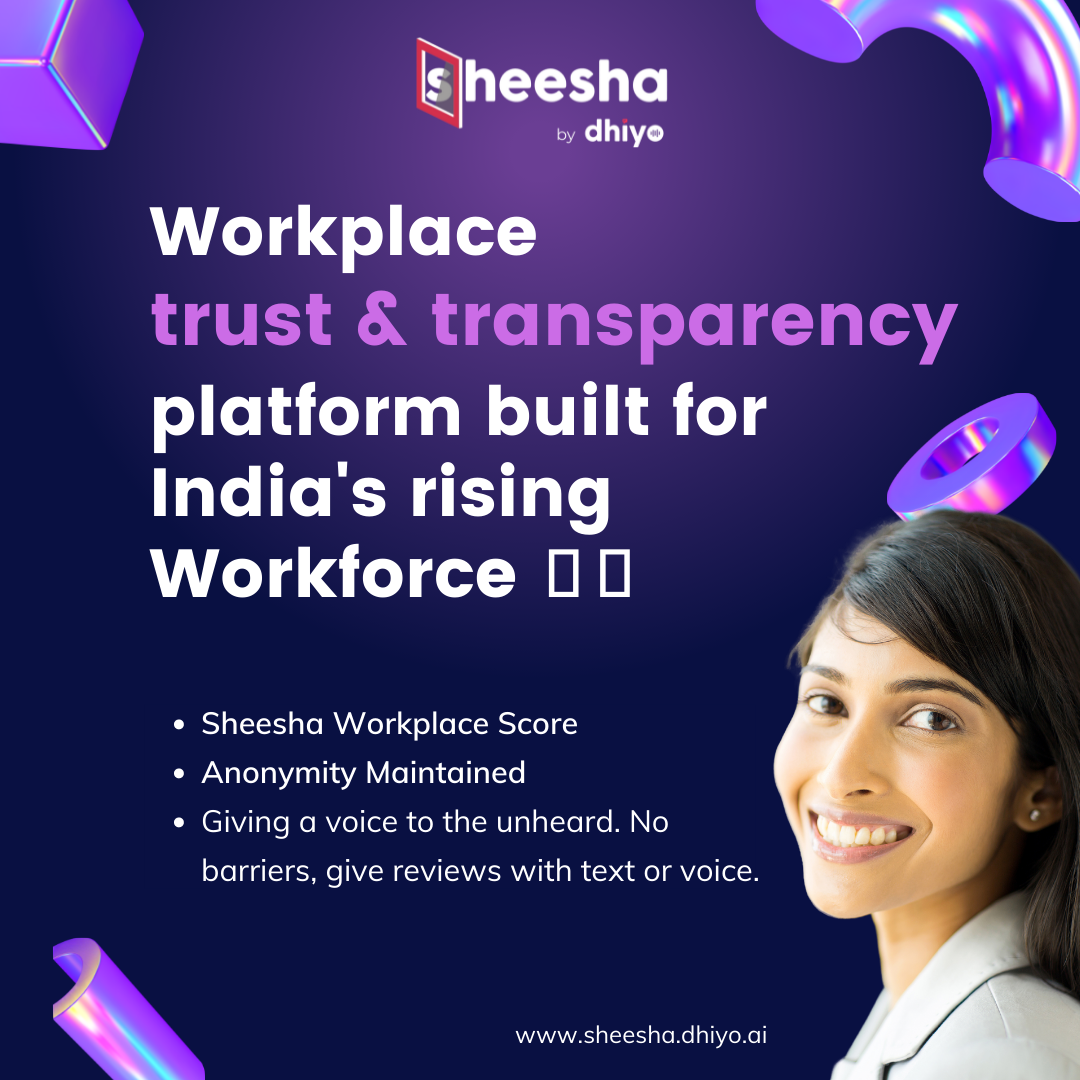 sheesha
by dhiyo
Workplace
trust & transparency
platform built for
India's rising
Workforce
• Sheesha Workplace Score
• Anonymity Maintained
• Giving a voice to the unheard. No
barriers, give reviews with text or voice.
www.sheesha.dhiyo.ai